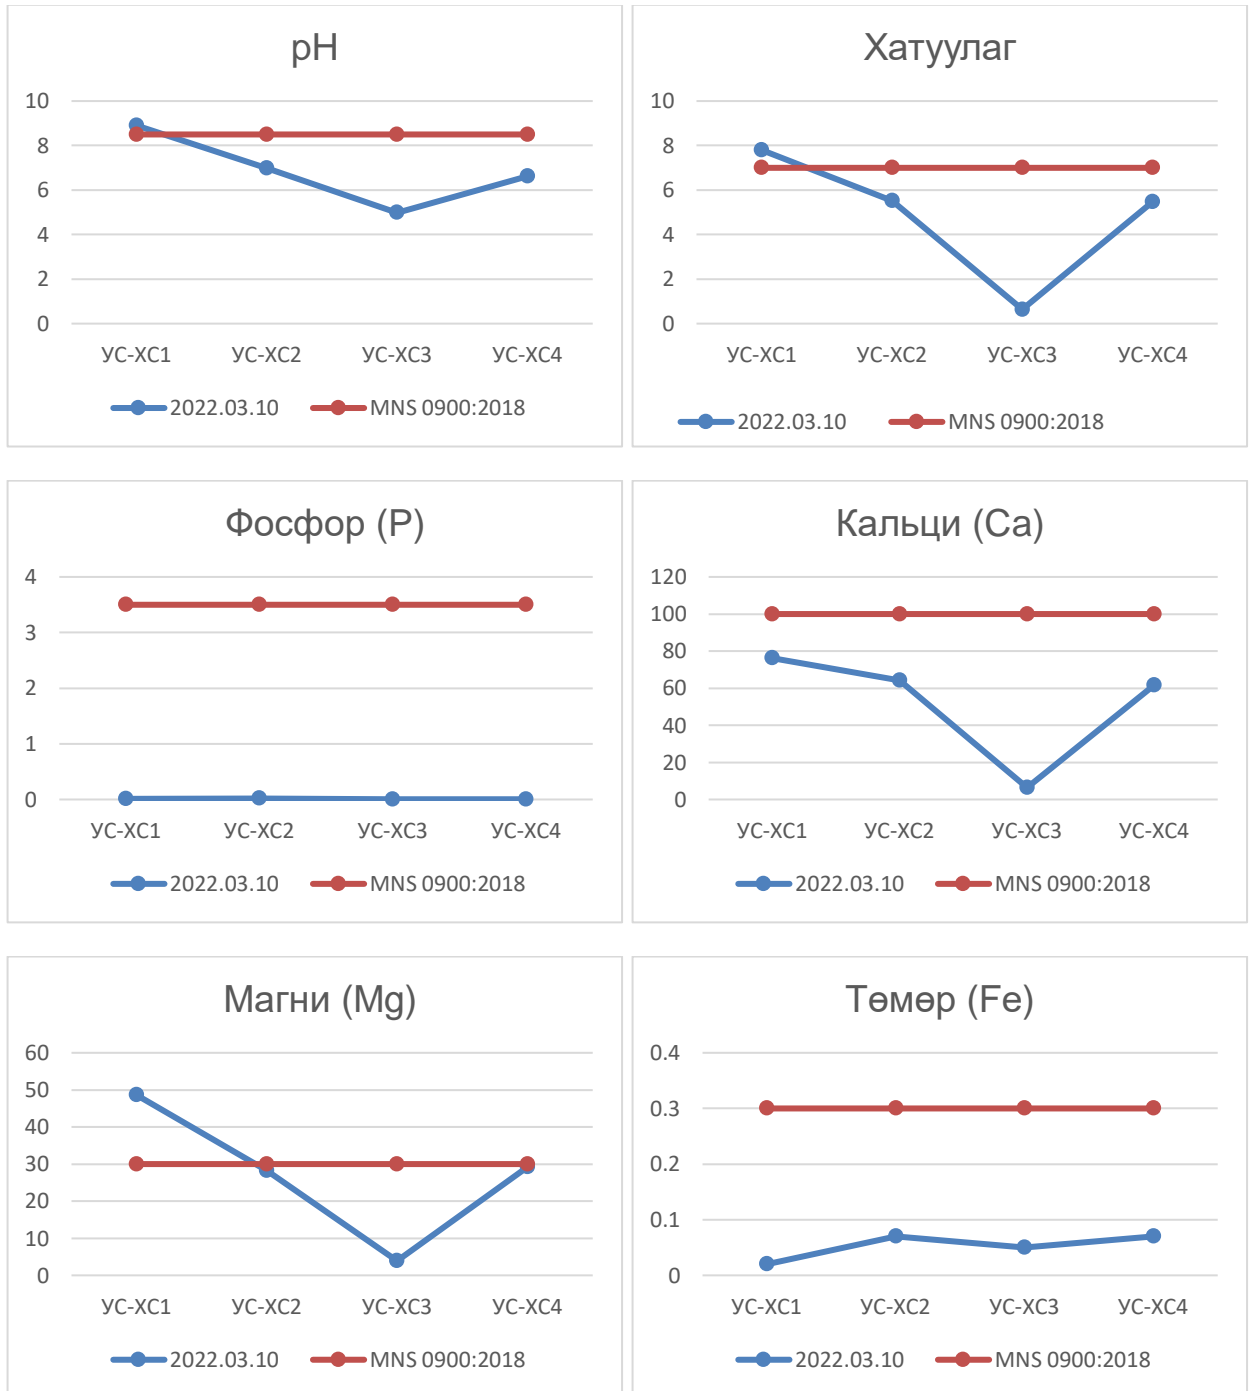 pH
10
8
6
4
2
0
УС-ХС1 УС-ХС2 УС-ХС3 УС-ХС4
2022.03.10 MNS 0900:2018
Хатуулаг
10
8
6
4
2
0
УС-ХС1 УС-ХС2 УС-ХС3 УС-ХС4
2022.03.10 MNS 0900:2018
Фосфор (P)
4
3
2
1
0
УС-ХС1 УС-ХС2 УС-ХС3 УС-ХС4
2022.03.10 MNS 0900:2018
Кальци (Ca)
120
100
80
60
40
20
0
УС-ХС1 УС-ХС2 УС-ХС3 УС-ХС4
2022.03.10 MNS 0900:2018
Магни (Mg)
60
50
40
30
20
10
0
УС-ХС1 УС-ХС2 УС-ХС3 УС-ХС4
2022.03.10 MNS 0900:2018
Төмөр (Fe)
0.4
0.3
0.2
0.1
0
УС-ХС1 УС-ХС2 УС-ХС3 УС-ХС4
2022.03.10 MNS 0900:2018